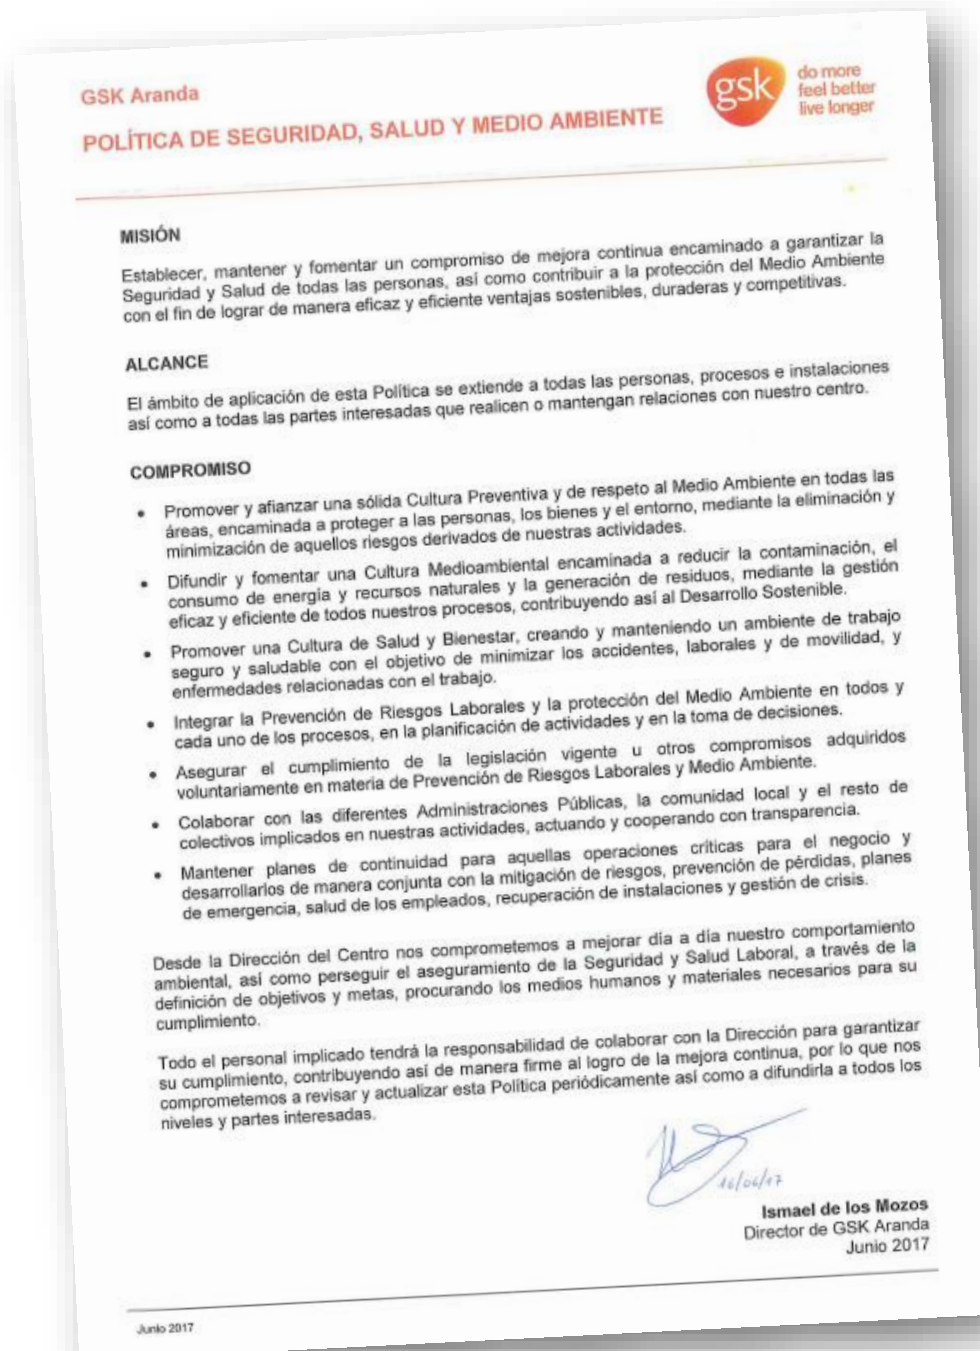 GSK Aranda
POLÍTICA DE SEGURIDAD, SALUD Y MEDIO AMBIENTE
gsk
do more
feel better
live longer
MISIÓN
Establecer, mantener y fomentar un compromiso de mejora continua encaminado a garantizar la
Seguridad y Salud de todas las personas, así como contribuir a la protección del Medio Ambiente
con el fin de lograr de manera eficaz y eficiente ventajas sostenibles, duraderas y competitivas.
ALCANCE
El ámbito de aplicación de esta Política se extiende a todas las personas, procesos e instalaciones
así como a todas las partes interesadas que realicen o mantengan relaciones con nuestro centro.
COMPROMISO
• Promover y afianzar una sólida Cultura Preventiva y de respeto al Medio Ambiente en todas las
áreas, encaminada a proteger a las personas, los bienes y el entorno, mediante la eliminación y
minimización de aquellos riesgos derivados de nuestras actividades.
• Difundir y fomentar una Cultura Medioambiental encaminada a reducir la contaminación, el
consumo de energía y recursos naturales y la generación de residuos, mediante la gestión
eficaz y eficiente de todos nuestros procesos, contribuyendo así al Desarrollo Sostenible.
• Promover una Cultura de Salud y Bienestar, creando y manteniendo un ambiente de trabajo
seguro y saludable con el objetivo de minimizar los accidentes, laborales y de movilidad, y
enfermedades relacionadas con el trabajo.
• Integrar la Prevención de Riesgos Laborales y la protección del Medio Ambiente en todos y
cada uno de los procesos, en la planificación de actividades y en la toma de decisiones.
• Asegurar el cumplimiento de la legislación vigente u otros compromisos adquiridos
voluntariamente en materia de Prevención de Riesgos Laborales y Medio Ambiente.
• Colaborar con las diferentes Administraciones Públicas, la comunidad local y el resto de
colectivos implicados en nuestras actividades, actuando y cooperando con transparencia.
• Mantener planes de continuidad para aquellas operaciones críticas para el negocio y
desarrollarlos de manera conjunta con la mitigación de riesgos, prevención de pérdidas, planes
de emergencia, salud de los empleados, recuperación de instalaciones y gestión de crisis.
Desde la Dirección del Centro nos comprometemos a mejorar día a día nuestro comportamiento
ambiental, así como perseguir el aseguramiento de la Seguridad y Salud Laboral, a través de la
definición de objetivos y metas, procurando los medios humanos y materiales necesarios para su
cumplimiento.
Todo el personal implicado tendrá la responsabilidad de colaborar con la Dirección para garantizar
su cumplimiento, contribuyendo así de manera firme al logro de la mejora continua, por lo que nos
comprometemos a revisar y actualizar esta Política periódicamente así como a difundirla a todos los
niveles y partes interesadas.
16/06/17
Ismael de los Mozos
Director de GSK Aranda
Junio 2017
Junio 2017